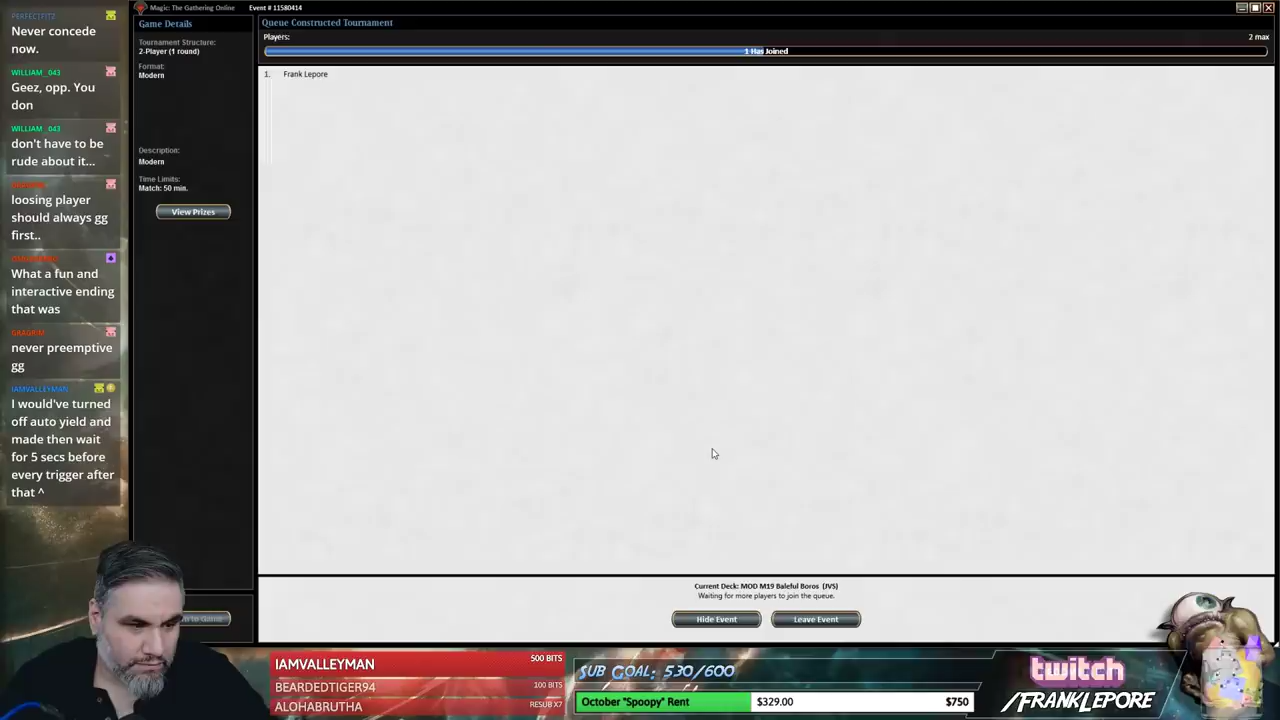 PERFECTFITZ
Never concede
now.
WILLIAM_043
Geez, opp. You
don
WILLIAM_043
don't have to be
rude about it...
loosing player
should always gg
first..
What a fun and
interactive ending
that was
never preemptive
gg
IAMVALLEYMAN
I would've turned
off auto yield and
made then wait
for 5 secs before
every trigger after
that ^
Magic: The Gathering Online
Event # 11580414
Game Details
Tournament Structure:
2-Player (1 round)
Format:
Modern
Description:
Modern
Time Limits:
Match: 50 min.
View Prizes
to Game
Queue Constructed Tournament
Players:
2 max
1 Has Joined
1. Frank Lepore
Current Deck: MOD M19 Baleful Boros (JVS)
Waiting for more players to join the queue.
Hide Event
Leave Event
IAMVALLEYMAN 500 BITS
BEARDEDTIGER94 100 BITS
ALOHABRUTHA RESUB X7
SUB GOAL: 530/600
October "Spoopy" Rent $329.00 $750
twitch
/FRANKLEPORE